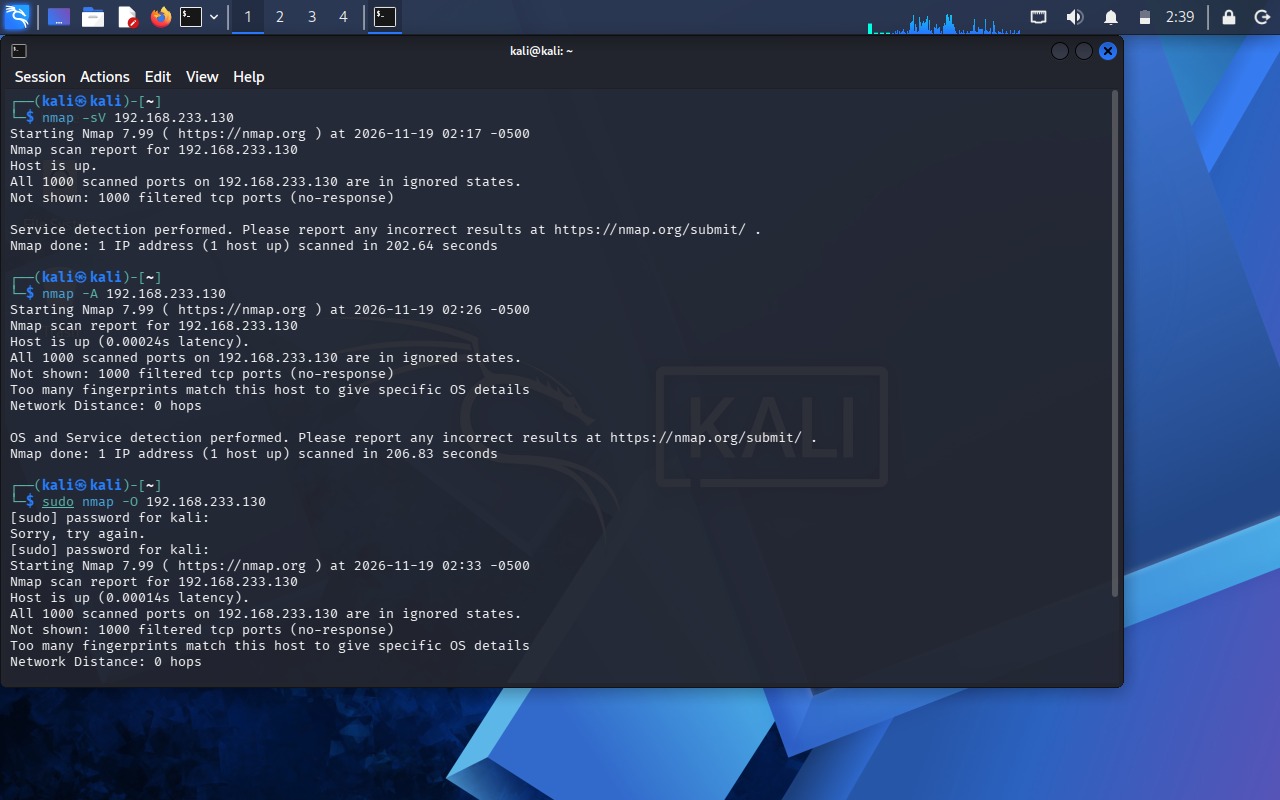 1 2 3 4 2:39
kali@kali: ~
Session Actions Edit View Help
┌──(kali㉿kali)-[~]
└─$ nmap -sV 192.168.233.130
Starting Nmap 7.99 ( https://nmap.org ) at 2026-11-19 02:17 -0500
Nmap scan report for 192.168.233.130
Host is up.
All 1000 scanned ports on 192.168.233.130 are in ignored states.
Not shown: 1000 filtered tcp ports (no-response)
Service detection performed. Please report any incorrect results at https://nmap.org/submit/ .
Nmap done: 1 IP address (1 host up) scanned in 202.64 seconds
┌──(kali㉿kali)-[~]
└─$ nmap -A 192.168.233.130
Starting Nmap 7.99 ( https://nmap.org ) at 2026-11-19 02:26 -0500
Nmap scan report for 192.168.233.130
Host is up (0.00024s latency).
All 1000 scanned ports on 192.168.233.130 are in ignored states.
Not shown: 1000 filtered tcp ports (no-response)
Too many fingerprints match this host to give specific OS details
Network Distance: 0 hops
OS and Service detection performed. Please report any incorrect results at https://nmap.org/submit/ .
Nmap done: 1 IP address (1 host up) scanned in 206.83 seconds
┌──(kali㉿kali)-[~]
└─$ sudo nmap -O 192.168.233.130
[sudo] password for kali:
Sorry, try again.
[sudo] password for kali:
Starting Nmap 7.99 ( https://nmap.org ) at 2026-11-19 02:33 -0500
Nmap scan report for 192.168.233.130
Host is up (0.00014s latency).
All 1000 scanned ports on 192.168.233.130 are in ignored states.
Not shown: 1000 filtered tcp ports (no-response)
Too many fingerprints match this host to give specific OS details
Network Distance: 0 hops
KALI